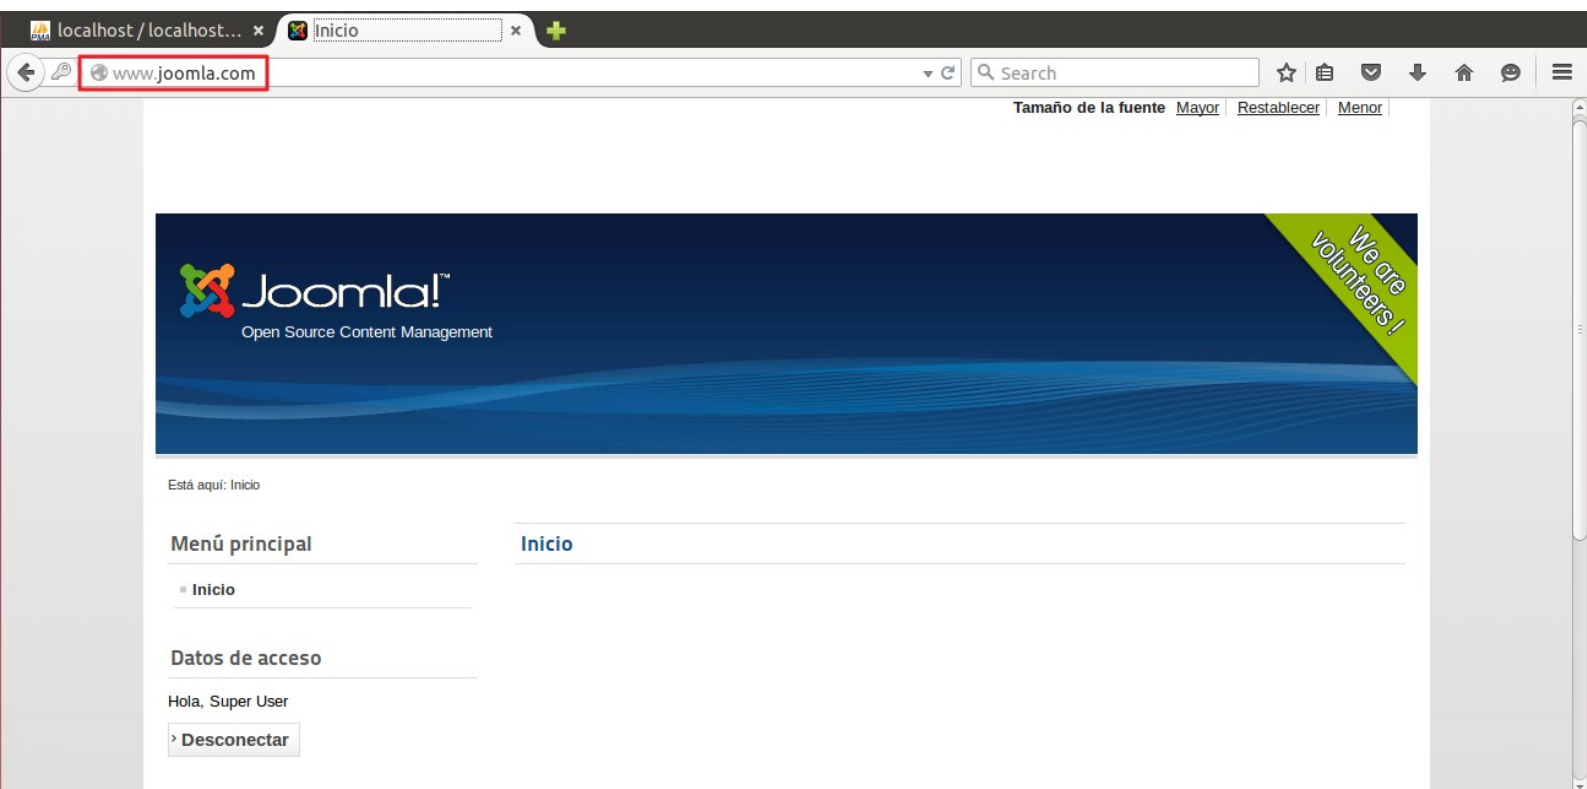 localhost / localhost... × Inicio ×
www.joomla.com Search
Tamaño de la fuente Mayor Restablecer Menor
We are
volunteers!
Joomla!™
Open Source Content Management
Está aquí: Inicio
Menú principal
Inicio
Inicio
Datos de acceso
Hola, Super User
Desconectar